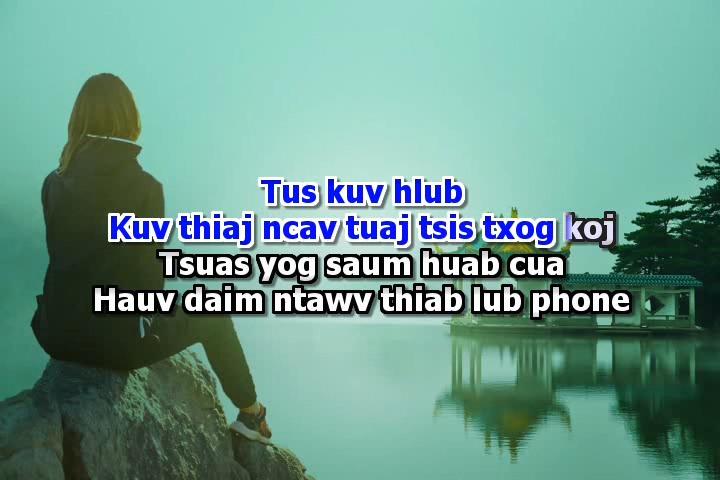 Tus kuv hlub
Kuv thiaj ncav tuaj tsis txog koj
Tsuas yog saum huab cua
Hauv daim ntawv thiab lub phone